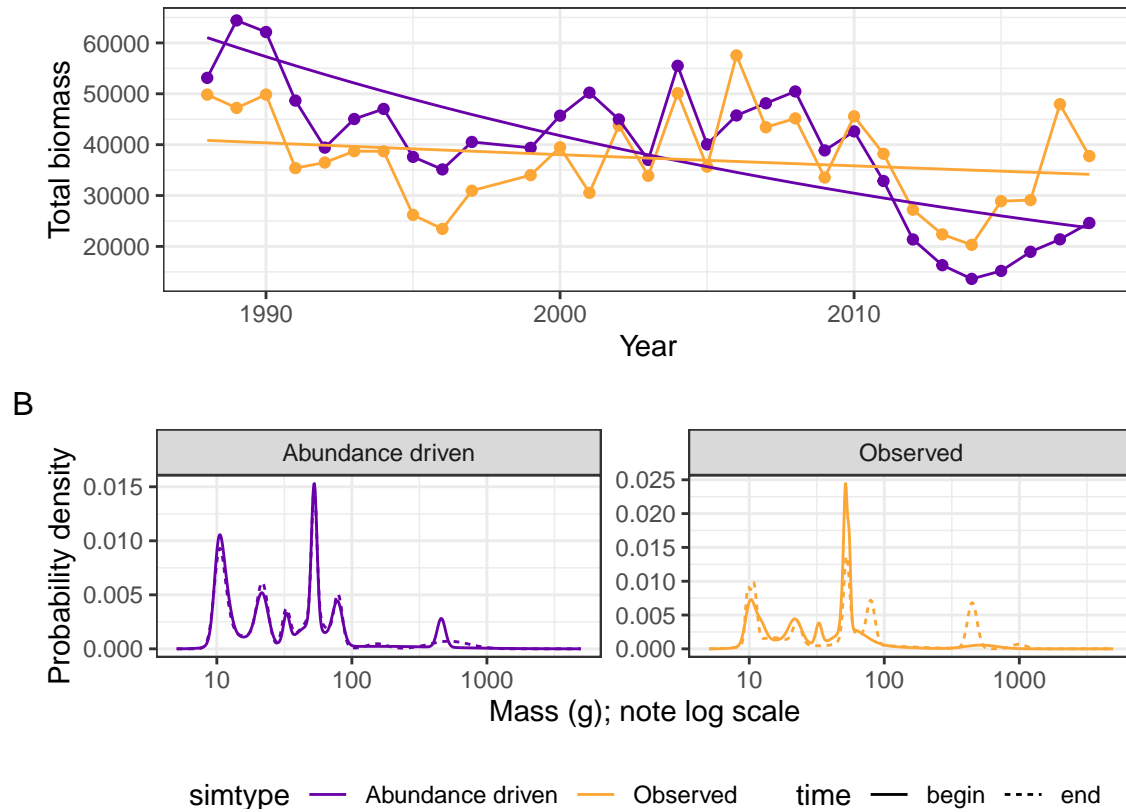 Total biomass
60000
50000
40000
30000
20000
1990 2000 2010
Year
B
Abundance driven Observed
Probability density
0.015
0.010
0.005
0.000
0.025
0.020
0.015
0.010
0.005
0.000
10 100 1000 10 100 1000
Mass (g); note log scale
simtype Abundance driven Observed time begin end